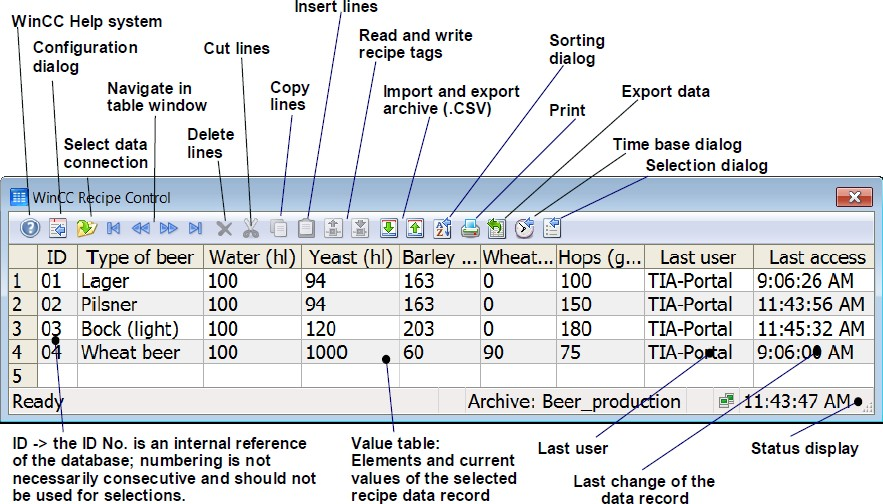 Insert lines
WinCC Help system
Configuration
dialog
Cut lines
Read and write
recipe tags
Sorting
dialog
Navigate in
table window
Copy
lines
Import and export
archive (.CSV)
Export data
Print
Select data
connection
Delete
lines
Time base dialog
Selection dialog
WinCC Recipe Control
ID Type of beer Water (hl) Yeast (hl) Barley ... Wheat... Hops (g... Last user Last access
1 01 Lager 100 94 163 0 100 TIA-Portal 9:06:26 AM
2 02 Pilsner 100 94 163 0 150 TIA-Portal 11:43:56 AM
3 03 Bock (light) 100 120 203 0 180 TIA-Portal 11:45:32 AM
4 04 Wheat beer 100 1000 60 90 75 TIA-Portal AM
5
Ready Archive: Beer_production 11:43:47 AM
ID -> the ID No. is an internal reference
of the database; numbering is not
necessarily consecutive and should not
be used for selections.
Value table:
Elements and current
values of the selected
recipe data record
Last user
Last change of the
data record
Status display